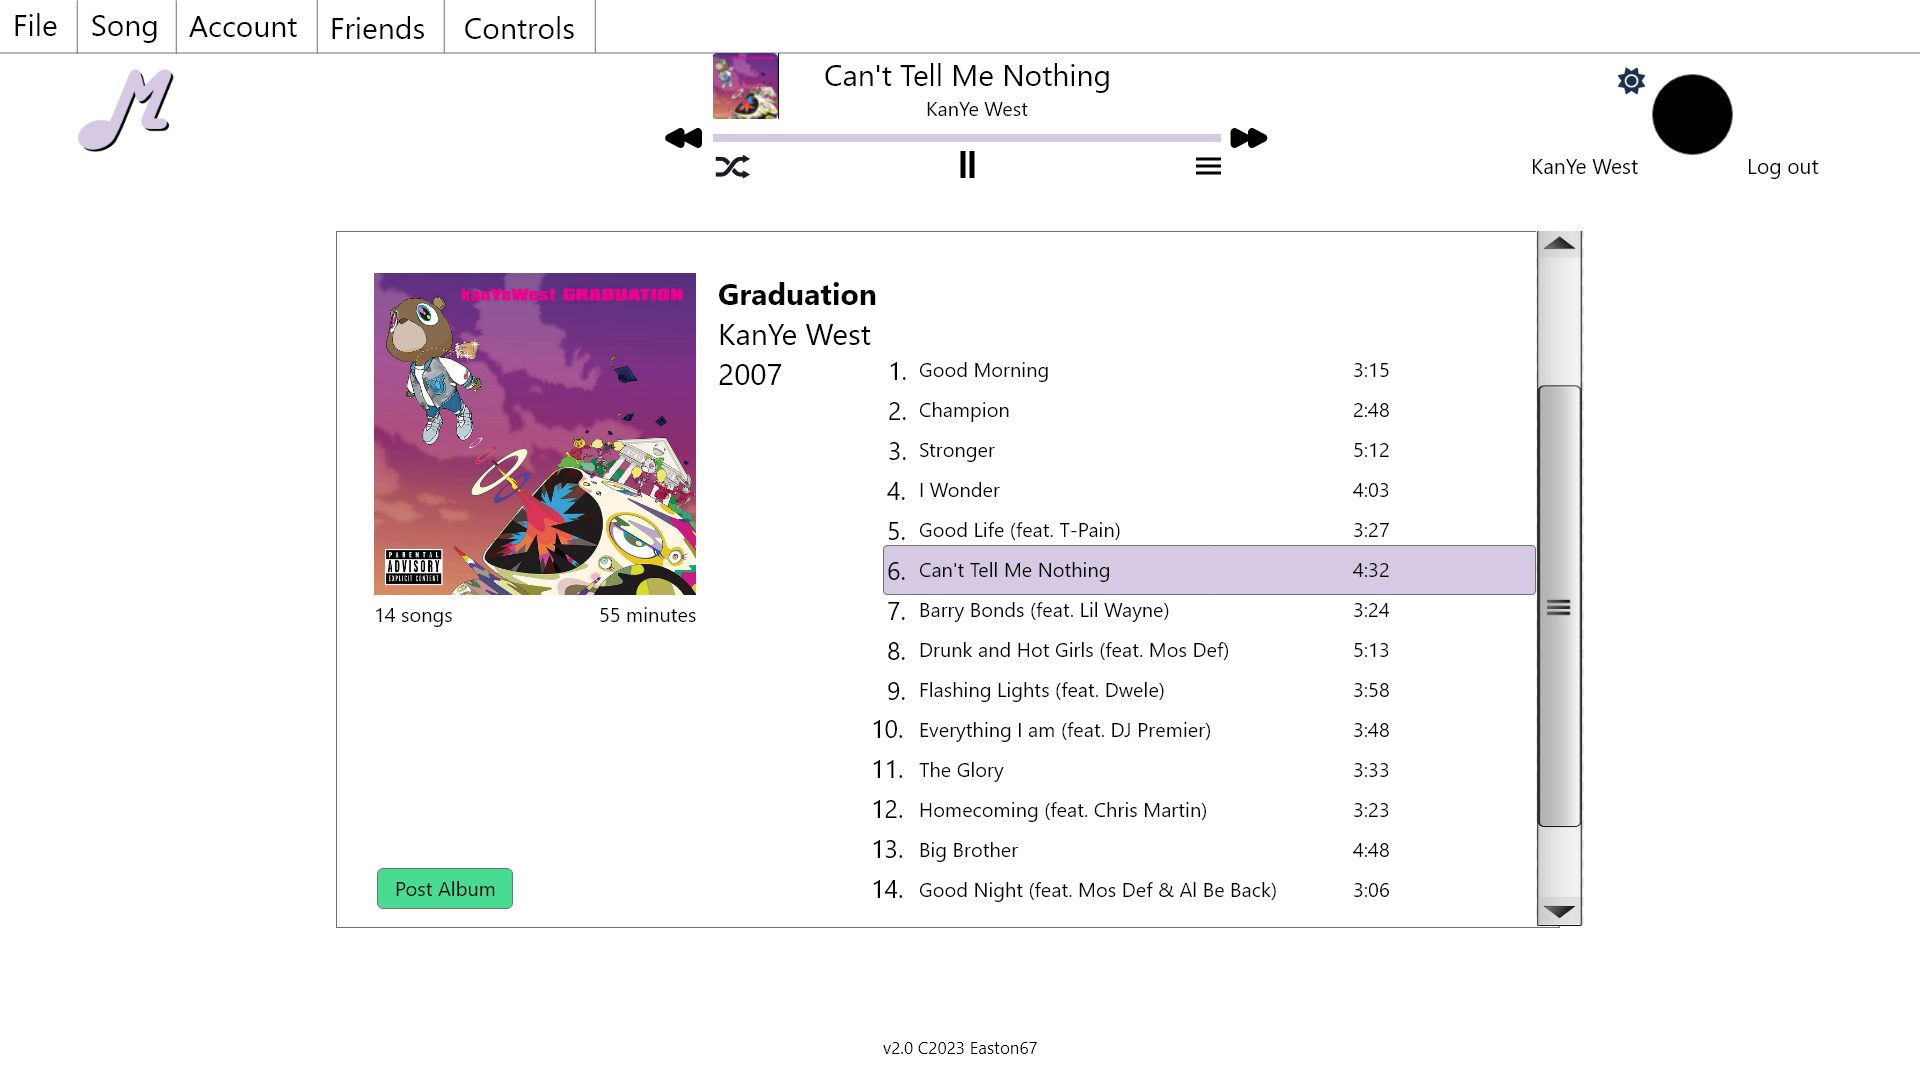 File Song Account Friends Controls
Can't Tell Me Nothing
KanYe West
KanYe West
Log out
kanYeWest GRADUATION
PARENTAL
ADVISORY
EXPLICIT CONTENT
14 songs
55 minutes
Graduation
KanYe West
2007
1. Good Morning 3:15
2. Champion 2:48
3. Stronger 5:12
4. I Wonder 4:03
5. Good Life (feat. T-Pain) 3:27
6. Can't Tell Me Nothing 4:32
7. Barry Bonds (feat. Lil Wayne) 3:24
8. Drunk and Hot Girls (feat. Mos Def) 5:13
9. Flashing Lights (feat. Dwele) 3:58
10. Everything I am (feat. DJ Premier) 3:48
11. The Glory 3:33
12. Homecoming (feat. Chris Martin) 3:23
13. Big Brother 4:48
14. Good Night (feat. Mos Def & Al Be Back) 3:06
Post Album
v2.0 C2023 Easton67